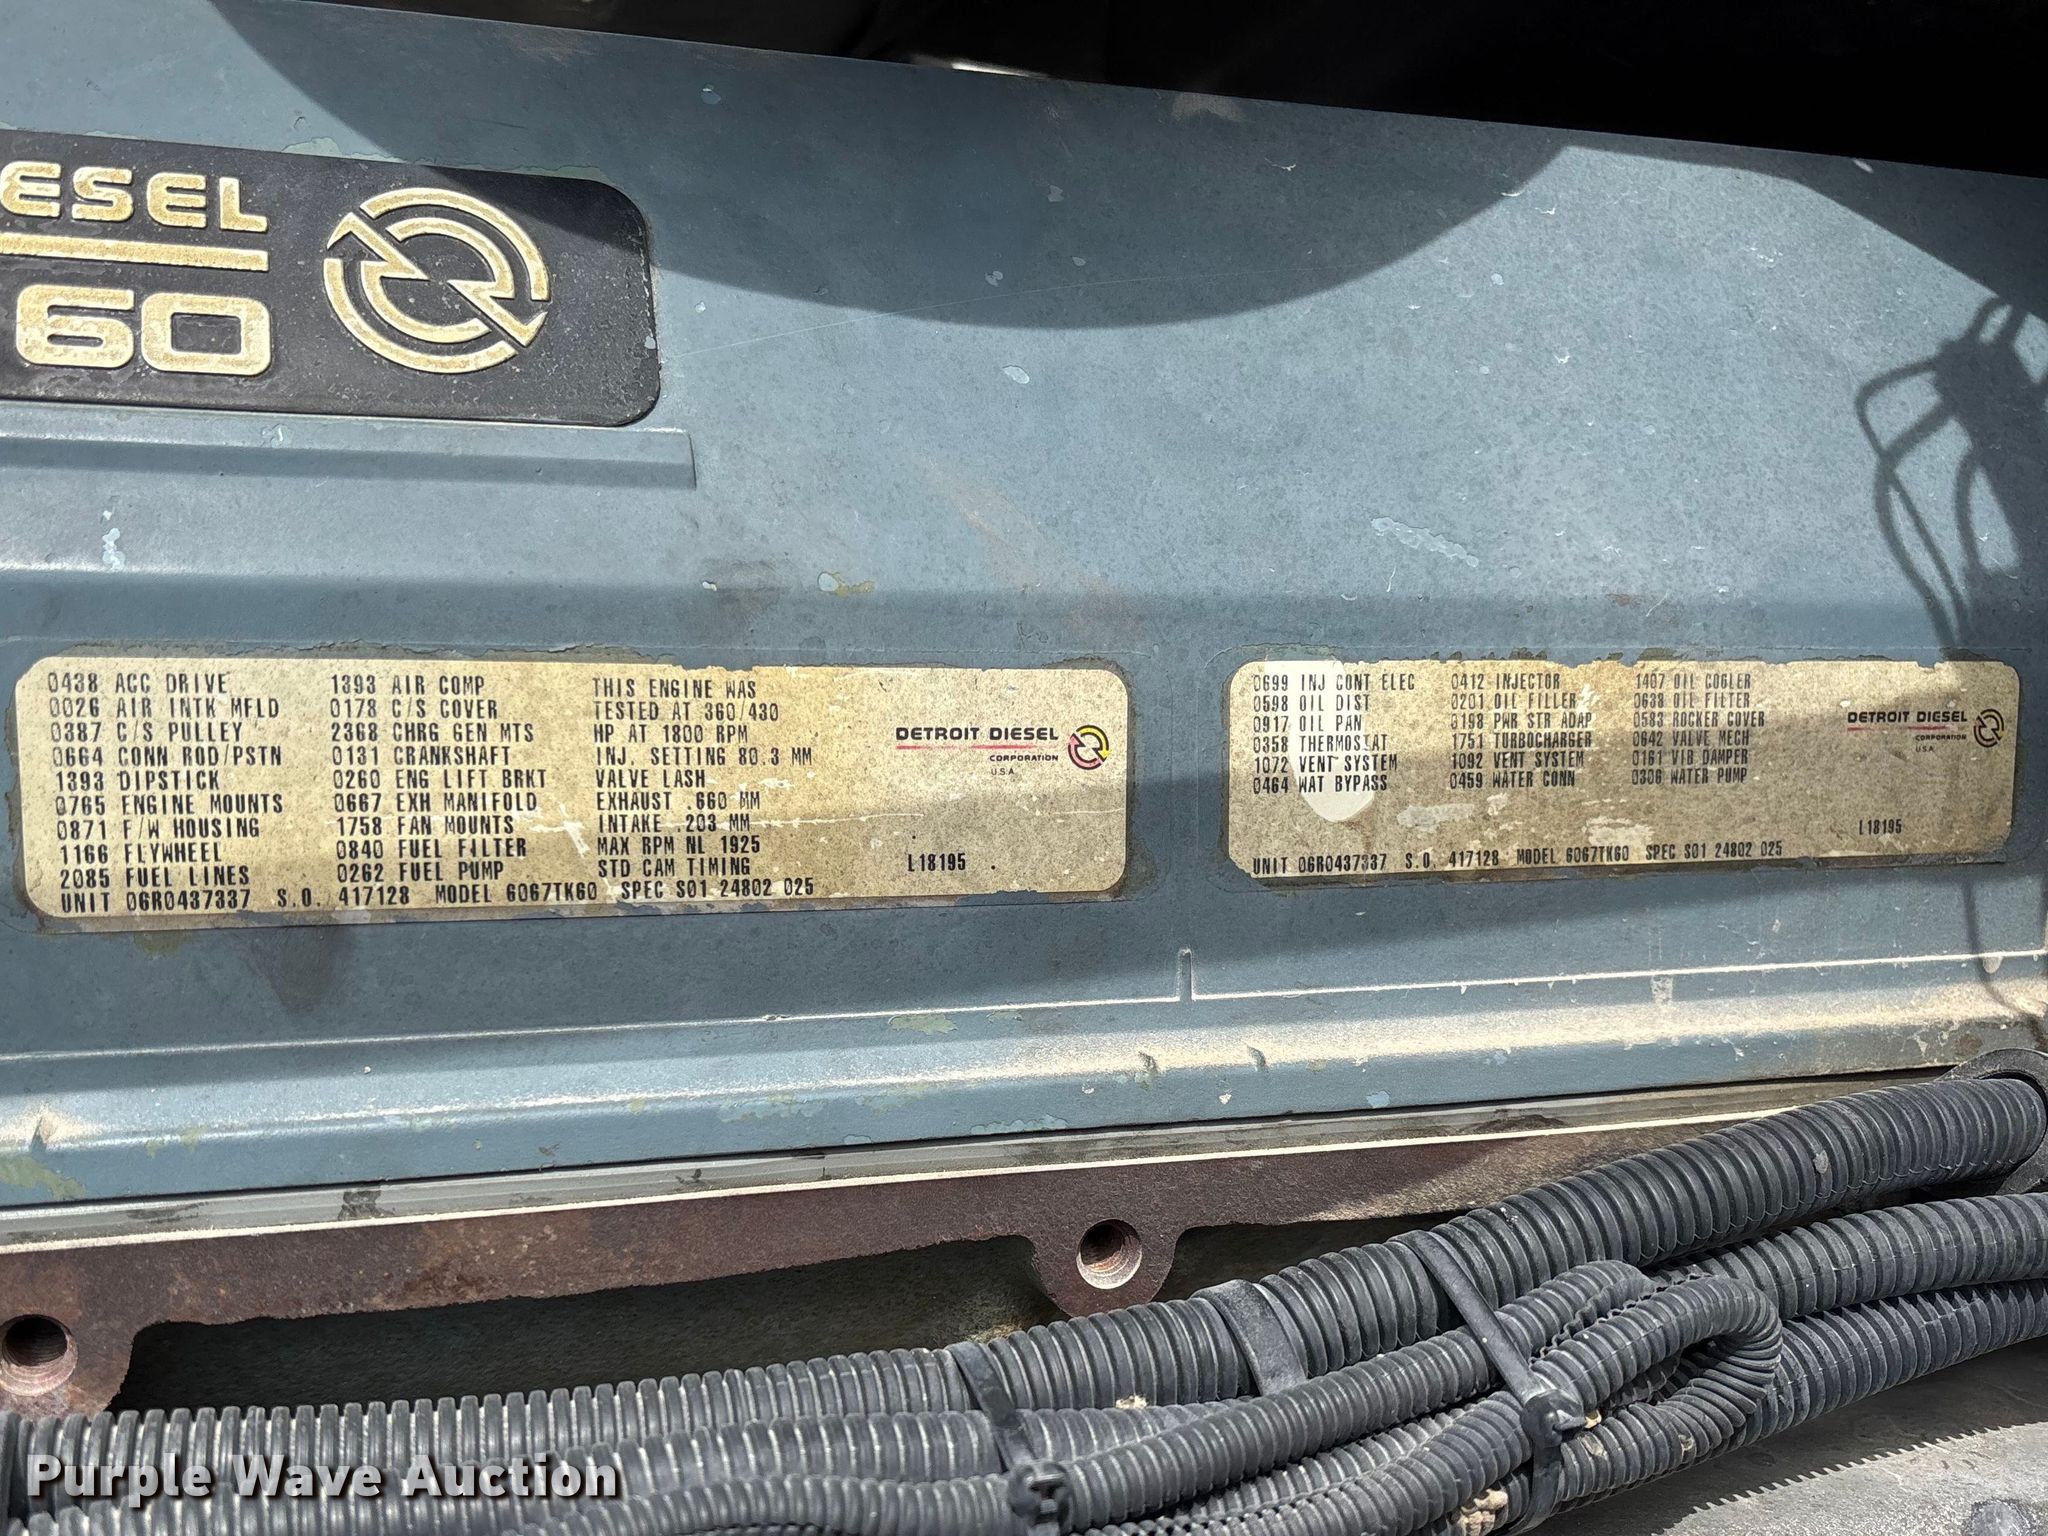 ESEL
60
0438 ACC DRIVE 1393 AIR COMP THIS ENGINE WAS
0026 AIR INTK MFLD 0178 C/S COVER TESTED AT 360/430
0387 C/S PULLEY 2368 CHRG GEN MTS HP AT 1800 RPM
0664 CONN ROD/PSTN 0131 CRANKSHAFT INJ. SETTING 80.3 MM
1393 DIPSTICK 0260 ENG LIFT BRKT VALVE LASH
0765 ENGINE MOUNTS 0667 EXH MANIFOLD EXHAUST .660 MM
0871 F/W HOUSING 1758 FAN MOUNTS INTAKE .203 MM
1166 FLYWHEEL 0840 FUEL FILTER MAX RPM NL 1925
2085 FUEL LINES 0262 FUEL PUMP STD CAM TIMING
UNIT 06R0437337 S.O. 417128 MODEL 6067TK60 SPEC S01 24802 025
DETROIT DIESEL
CORPORATION
U.S.A.
L18195
0699 INJ CONT ELEC 0412 INJECTOR 1407 OIL COOLER
0598 OIL DIST 0201 OIL FILLER 0638 OIL FILTER
0917 OIL PAN 0198 PWR STR ADAP 0583 ROCKER COVER
0358 THERMOSTAT 1751 TURBOCHARGER 0642 VALVE MECH
1072 VENT SYSTEM 1092 VENT SYSTEM 0161 VIB DAMPER
0464 WAT BYPASS 0459 WATER CONN 0306 WATER PUMP
UNIT 06R0437337 S.O. 417128 MODEL 6067TK60 SPEC S01 24802 025
DETROIT DIESEL
CORPORATION
U.S.A.
L18195
Purple Wave Auction